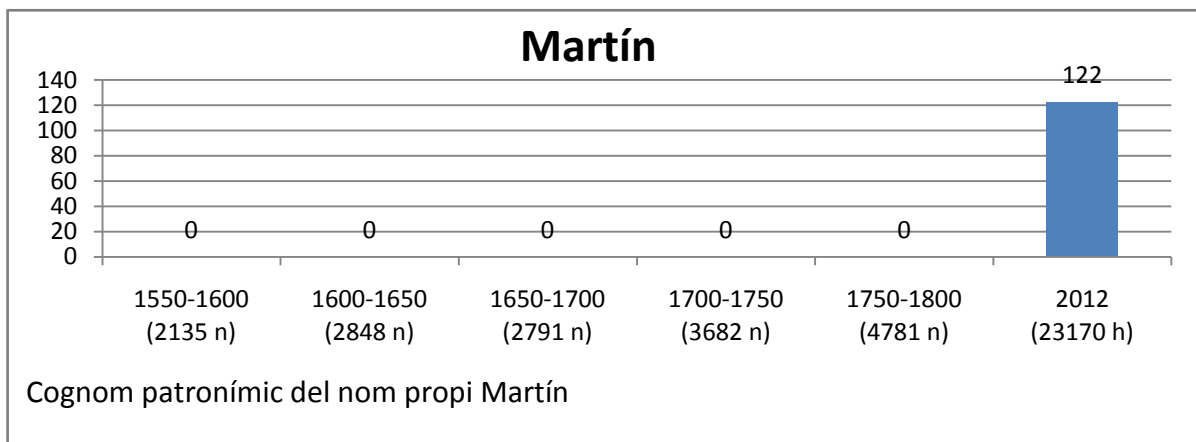 Martín
140
120
100
80
60
40
20
0
0 0 0 0 0 122
1550-1600 1600-1650 1650-1700 1700-1750 1750-1800 2012
(2135 n) (2848 n) (2791 n) (3682 n) (4781 n) (23170 h)
Cognom patronímic del nom propi Martín